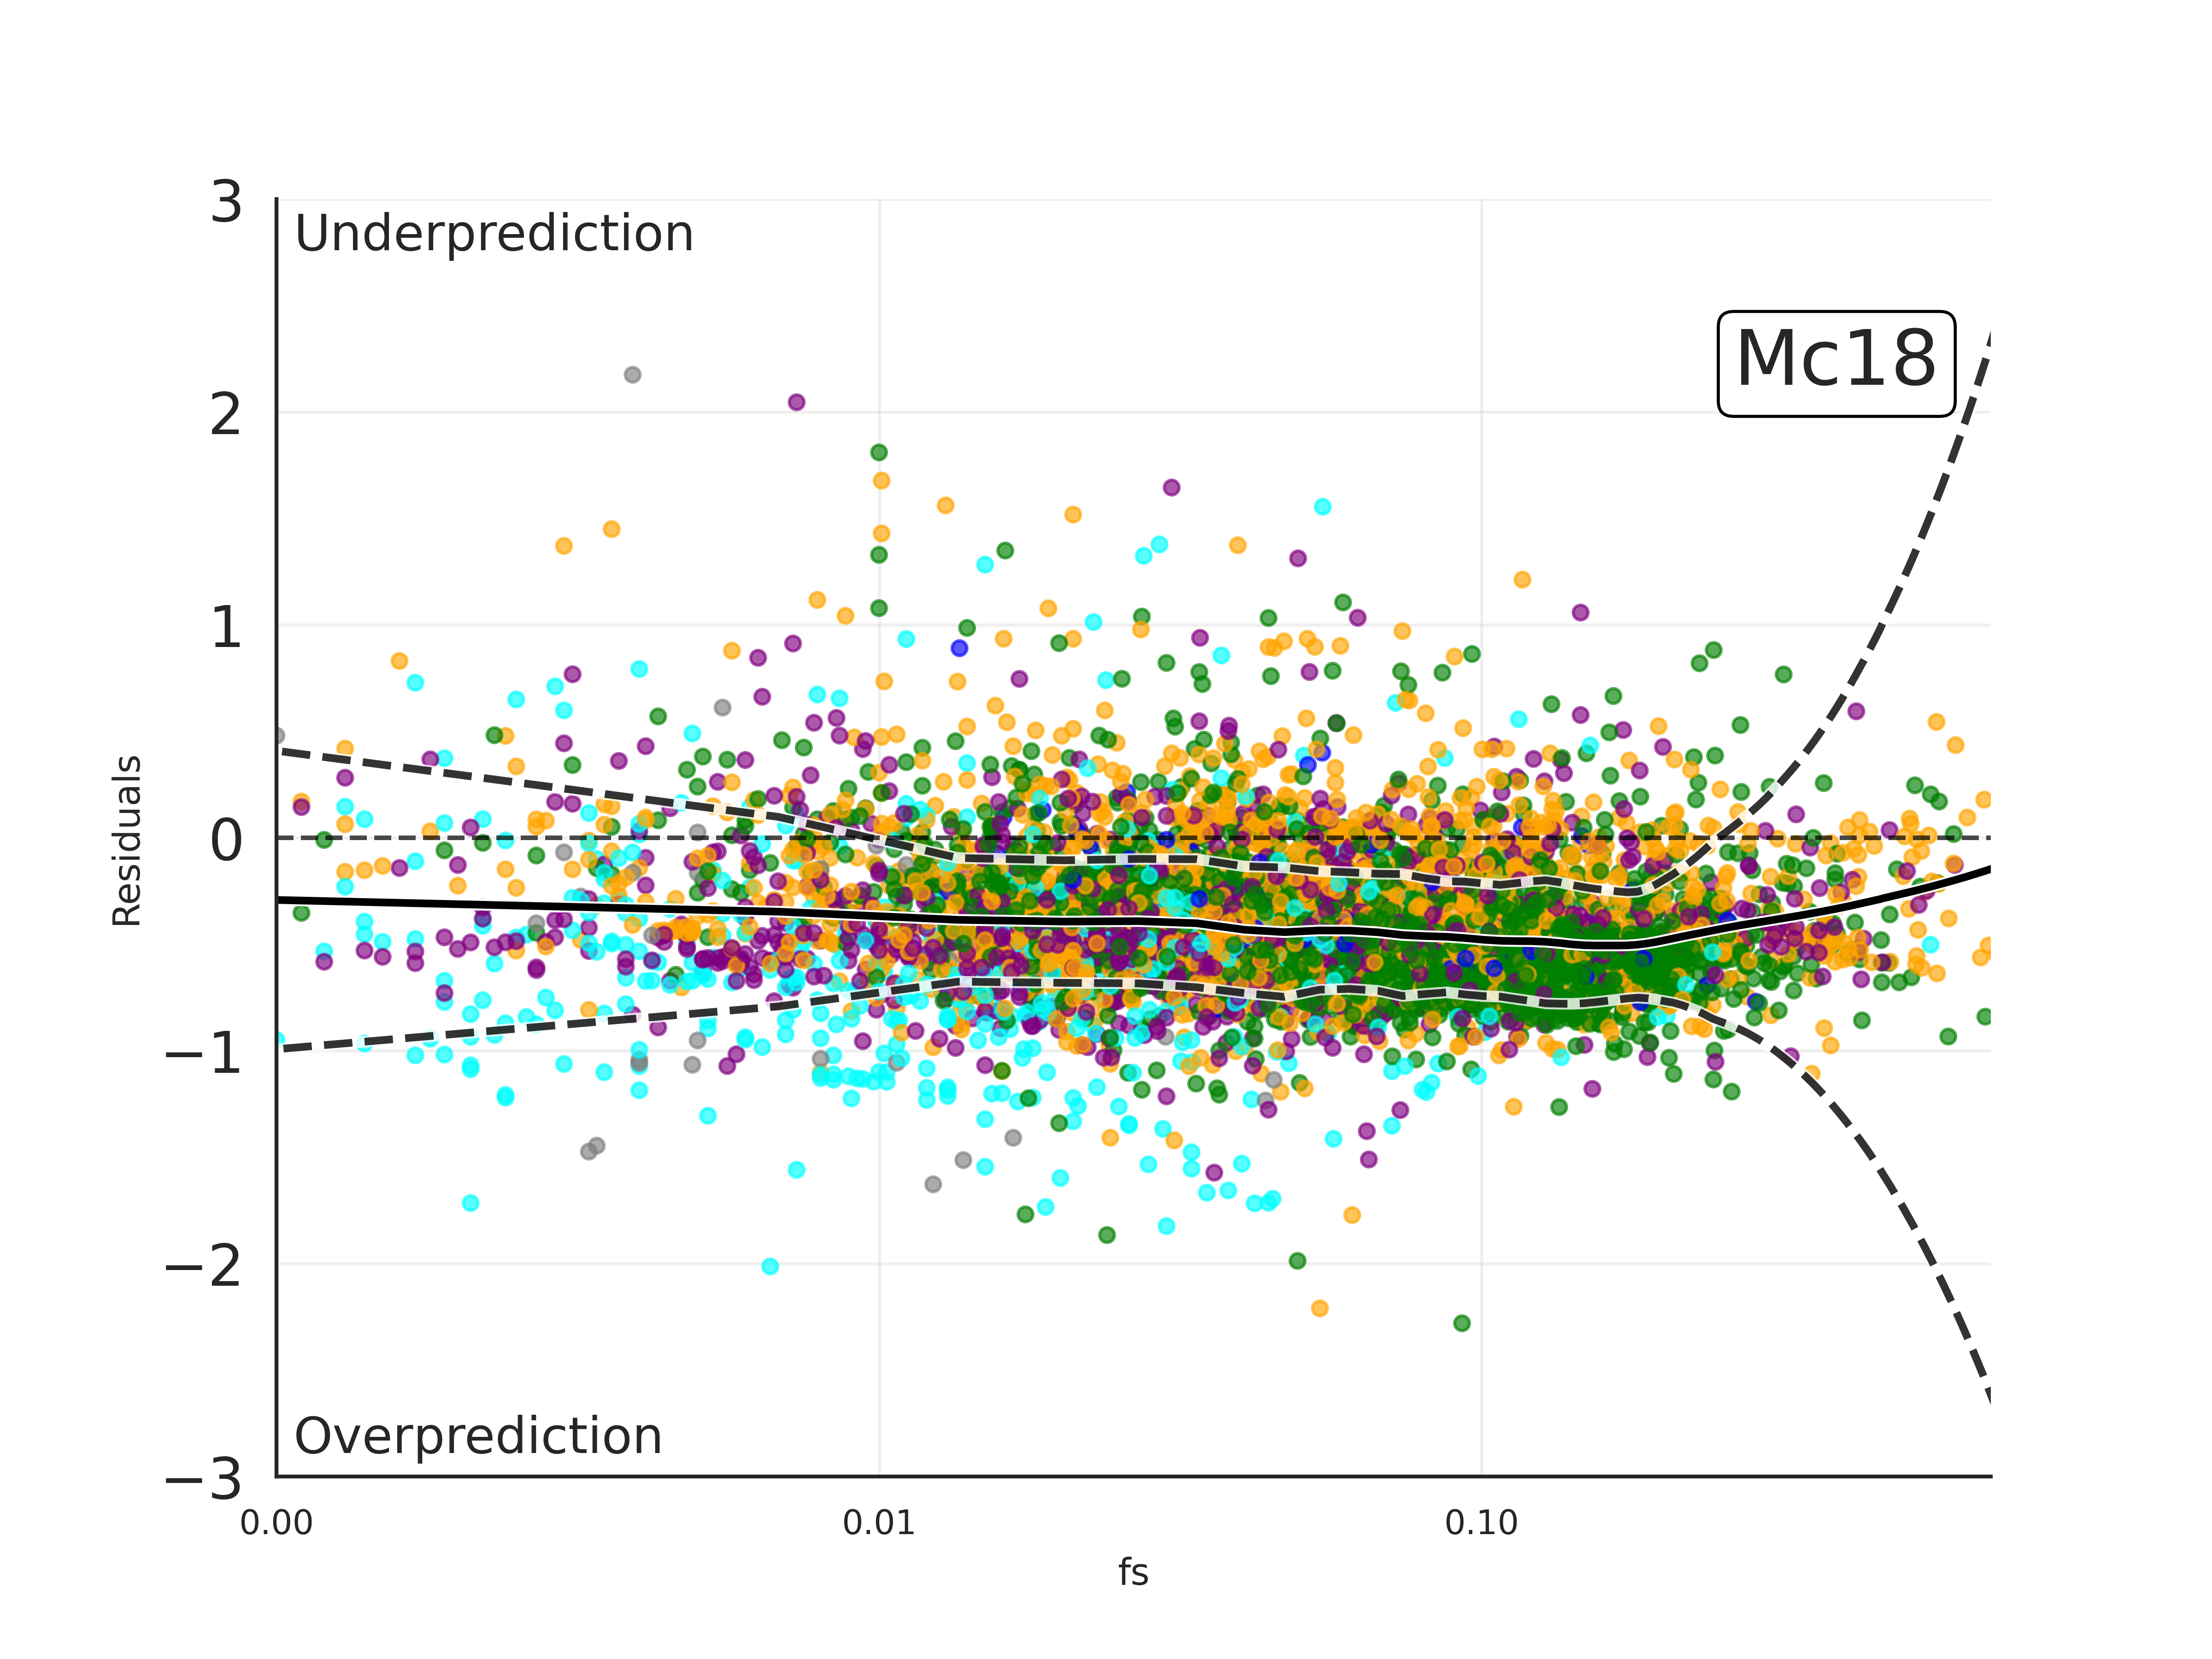 3
Underprediction
Mc18
2
1
0
−1
−2
Overprediction
−3
Residuals
0.00
0.01
0.10
fs